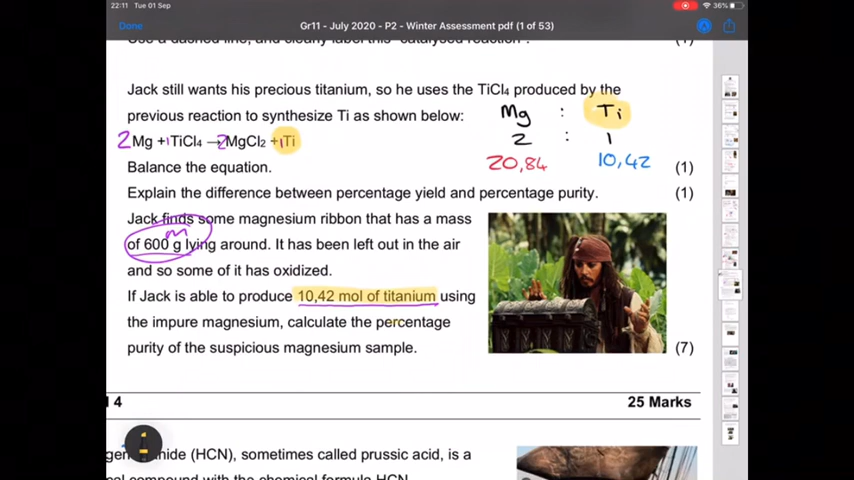 22:11 Tue 01 Sep
Done
Gr11 - July 2020 - P2 - Winter Assessment pdf (1 of 53)
(1)
Jack still wants his precious titanium, so he uses the TiCl₄ produced by the
previous reaction to synthesize Ti as shown below:
Mg : Ti
2 : 1
20,84 10,42
2Mg +1TiCl₄ →2MgCl₂ +1Ti
Balance the equation. (1)
Explain the difference between percentage yield and percentage purity. (1)
Jack finds some magnesium ribbon that has a mass
m
of 600 g lying around. It has been left out in the air
and so some of it has oxidized.
If Jack is able to produce 10,42 mol of titanium using
the impure magnesium, calculate the percentage
purity of the suspicious magnesium sample. (7)
14 25 Marks
(HCN), sometimes called prussic acid, is a
compound with the chemical formula HCN.